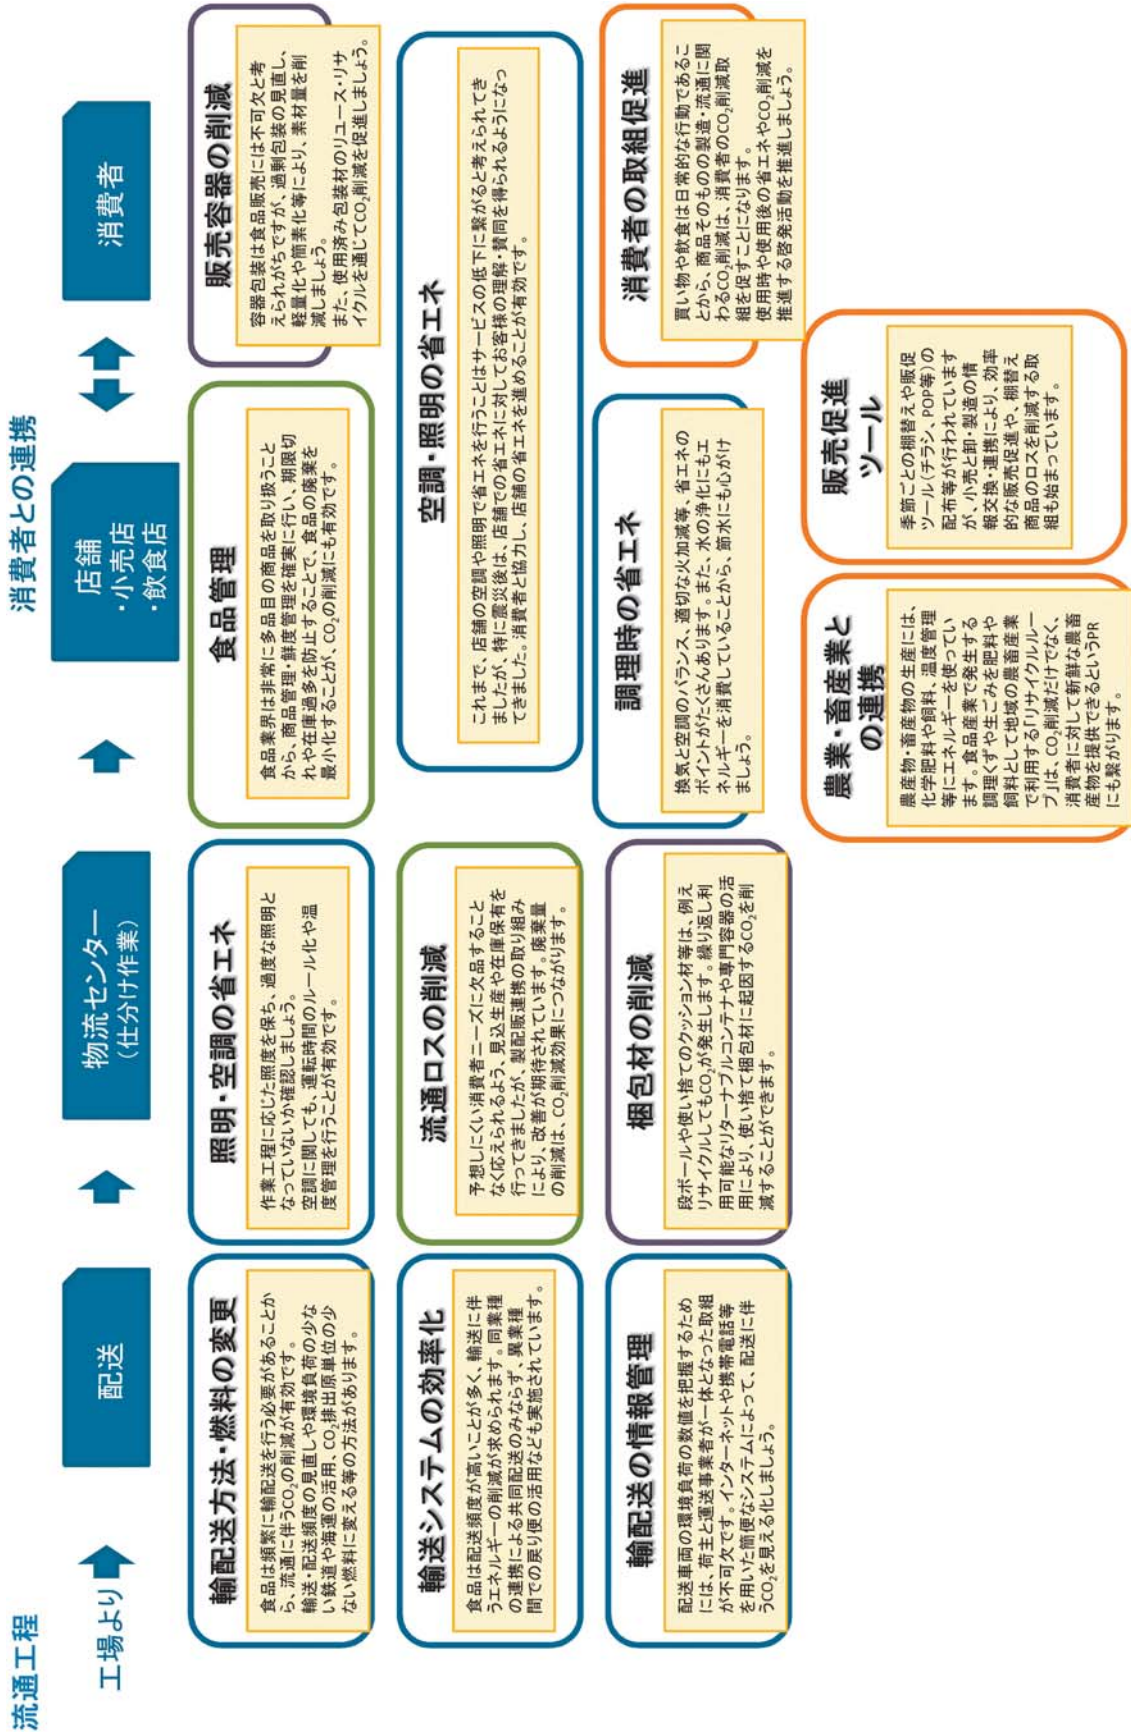 流通工程
消費者との連携
工場より
配送
物流センター
(仕分け作業)
店舗
・小売店
・飲食店
消費者
輸配送方法・燃料の変更
食品は頻繁に輸配送を行う必要があることか
ら、流通に伴うCO₂の削減が有効です。
輸送・配送頻度の見直しや環境負荷の少な
い鉄道や海運の活用、CO₂排出原単位の少
ない燃料に変える等の方法があります。
照明・空調の省エネ
作業工程に応じた照度を保ち、過度な照明と
なっていないか確認しましょう。
空調に関しても、運転時間のルール化や温
度管理を行うことが有効です。
食品管理
食品業界は非常に多品目の商品を取り扱うこと
から、商品管理・鮮度管理を確実に行い、期限切
れや在庫過多を防止することで、食品の廃棄を
最小化することが、CO₂の削減にも有効です。
販売容器の削減
容器包装は食品販売には不可欠と考
えられがちですが、過剰包装の見直し、
軽量化や簡素化等により、素材量を削
減しましょう。
また、使用済み包装材のリユース・リサ
イクルを通じてCO₂削減を促進しましょう。
輸送システムの効率化
食品は配送頻度が高いことが多く、輸送に伴
うエネルギーの削減が求められます。同業種
の連携による共同配送のみならず、異業種
間での戻り便の活用なども実施されています。
流通ロスの削減
予想しにくい消費者ニーズに欠品すること
なく応えられるよう、見込生産や在庫保有を
行ってきましたが、製配販連携の取り組み
により、改善が期待されています。廃棄量
の削減は、CO₂削減効果につながります。
空調・照明の省エネ
これまで、店舗の空調や照明で省エネを行うことはサービスの低下に繋がると考えられてき
ましたが、特に震災後は、店舗での省エネに対してお客様の理解・賛同を得られるようになっ
てきました。消費者と協力し、店舗の省エネを進めることが有効です。
輸配送の情報管理
配送車両の環境負荷の数値を把握するため
には、荷主と運送事業者が一体となった取組
が不可欠です。インターネットや携帯電話等
を用いた簡便なシステムによって、配送に伴
うCO₂を見える化しましょう。
梱包材の削減
段ボールや使い捨てのクッション材等は、例え
リサイクルしてもCO₂が発生します。繰り返し利
用可能なリターナブルコンテナや専門容器の活
用により、使い捨て梱包材に起因するCO₂を削
減することができます。
調理時の省エネ
換気と空調のバランス、適切な火加減等、省エネの
ポイントがたくさんあります。また、水の浄化にもエ
ネルギーを消費していることから、節水にも心がけ
ましょう。
消費者の取組促進
買い物や飲食は日常的な行動であるこ
とから、商品そのものの製造・流通に関
わるCO₂削減は、消費者のCO₂削減取
組を促すことになります。
使用時や使用後の省エネやCO₂削減を
推進する啓発活動を推進しましょう。
農業・畜産業と
の連携
農産物・畜産物の生産には、
化学肥料や飼料、温度管理
等にエネルギーを使ってい
ます。食品産業で発生する
調理くずや生ごみを肥料や
飼料として地域の農畜産業
で利用する「リサイクルルー
プ」は、CO₂削減だけでなく、
消費者に対して新鮮な農畜
産物を提供できるというPR
にも繋がります。
販売促進
ツール
季節ごとの棚替えや販促
ツール(チラシ、POP等)の
配布等が行われています
が、小売と卸・製造の情
報交換・連携により、効率
的な販売促進や、棚替え
商品のロスを削減する取
組も始まっています。